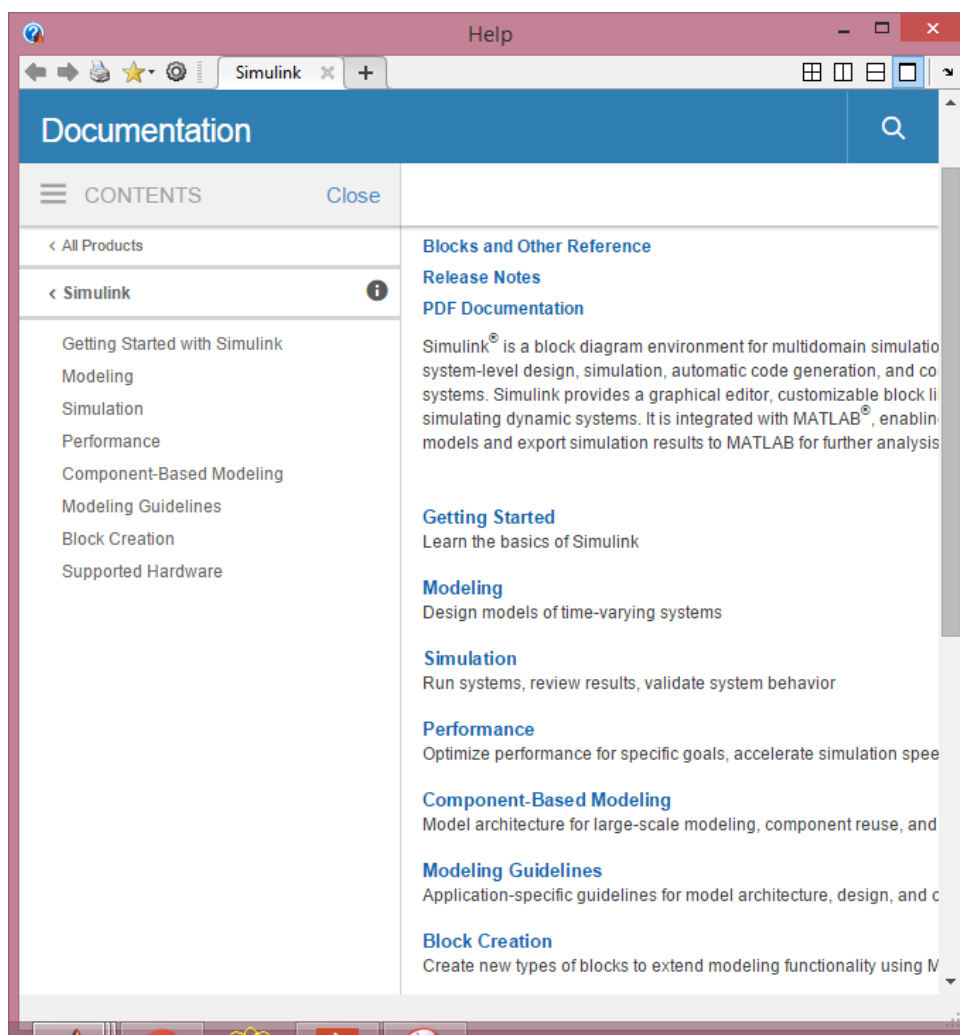 Help
Simulink
Documentation
CONTENTS Close
< All Products
< Simulink
Getting Started with Simulink
Modeling
Simulation
Performance
Component-Based Modeling
Modeling Guidelines
Block Creation
Supported Hardware
Blocks and Other Reference
Release Notes
PDF Documentation
Simulink® is a block diagram environment for multidomain simulatio
system-level design, simulation, automatic code generation, and co
systems. Simulink provides a graphical editor, customizable block li
simulating dynamic systems. It is integrated with MATLAB®, enablin
models and export simulation results to MATLAB for further analysis
Getting Started
Learn the basics of Simulink
Modeling
Design models of time-varying systems
Simulation
Run systems, review results, validate system behavior
Performance
Optimize performance for specific goals, accelerate simulation spee
Component-Based Modeling
Model architecture for large-scale modeling, component reuse, and
Modeling Guidelines
Application-specific guidelines for model architecture, design, and c
Block Creation
Create new types of blocks to extend modeling functionality using M